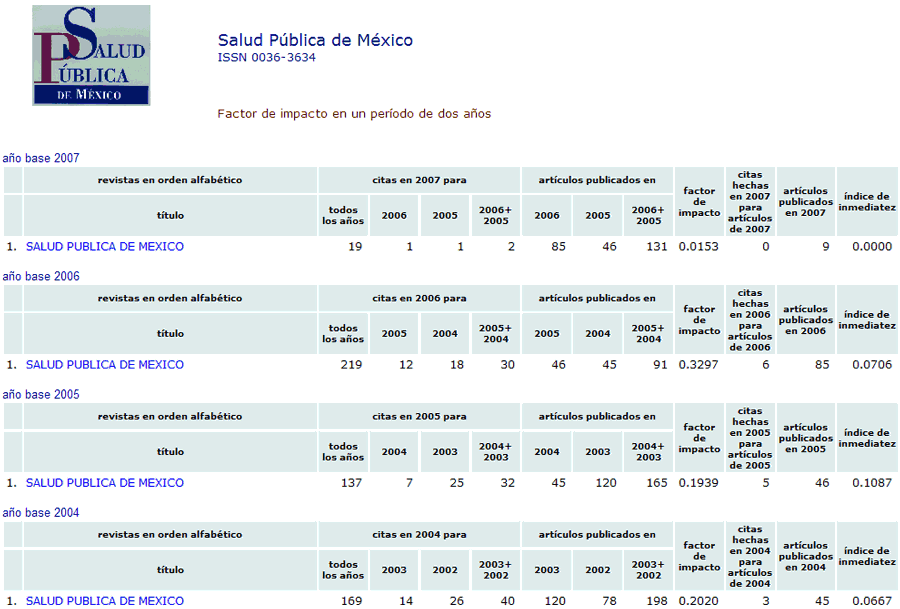 SALUD
PÚBLICA
DE MÉXICO
Salud Pública de México
ISSN 0036-3634
Factor de impacto en un período de dos años
año base 2007
revistas en orden alfabético citas en 2007 para artículos publicados en factor de impacto citas hechas en 2007 para artículos de 2007 artículos publicados en 2007 índice de inmediatez
título todos los años 2006 2005 2006+ 2005 2006 2005 2006+ 2005
1. SALUD PUBLICA DE MEXICO 19 1 1 2 85 46 131 0.0153 0 9 0.0000
año base 2006
revistas en orden alfabético citas en 2006 para artículos publicados en factor de impacto citas hechas en 2006 para artículos de 2006 artículos publicados en 2006 índice de inmediatez
título todos los años 2005 2004 2005+ 2004 2005 2004 2005+ 2004
1. SALUD PUBLICA DE MEXICO 219 12 18 30 46 45 91 0.3297 6 85 0.0706
año base 2005
revistas en orden alfabético citas en 2005 para artículos publicados en factor de impacto citas hechas en 2005 para artículos de 2005 artículos publicados en 2005 índice de inmediatez
título todos los años 2004 2003 2004+ 2003 2004 2003 2004+ 2003
1. SALUD PUBLICA DE MEXICO 137 7 25 32 45 120 165 0.1939 5 46 0.1087
año base 2004
revistas en orden alfabético citas en 2004 para artículos publicados en factor de impacto citas hechas en 2004 para artículos de 2004 artículos publicados en 2004 índice de inmediatez
título todos los años 2003 2002 2003+ 2002 2003 2002 2003+ 2002
1. SALUD PUBLICA DE MEXICO 169 14 26 40 120 78 198 0.2020 3 45 0.0667